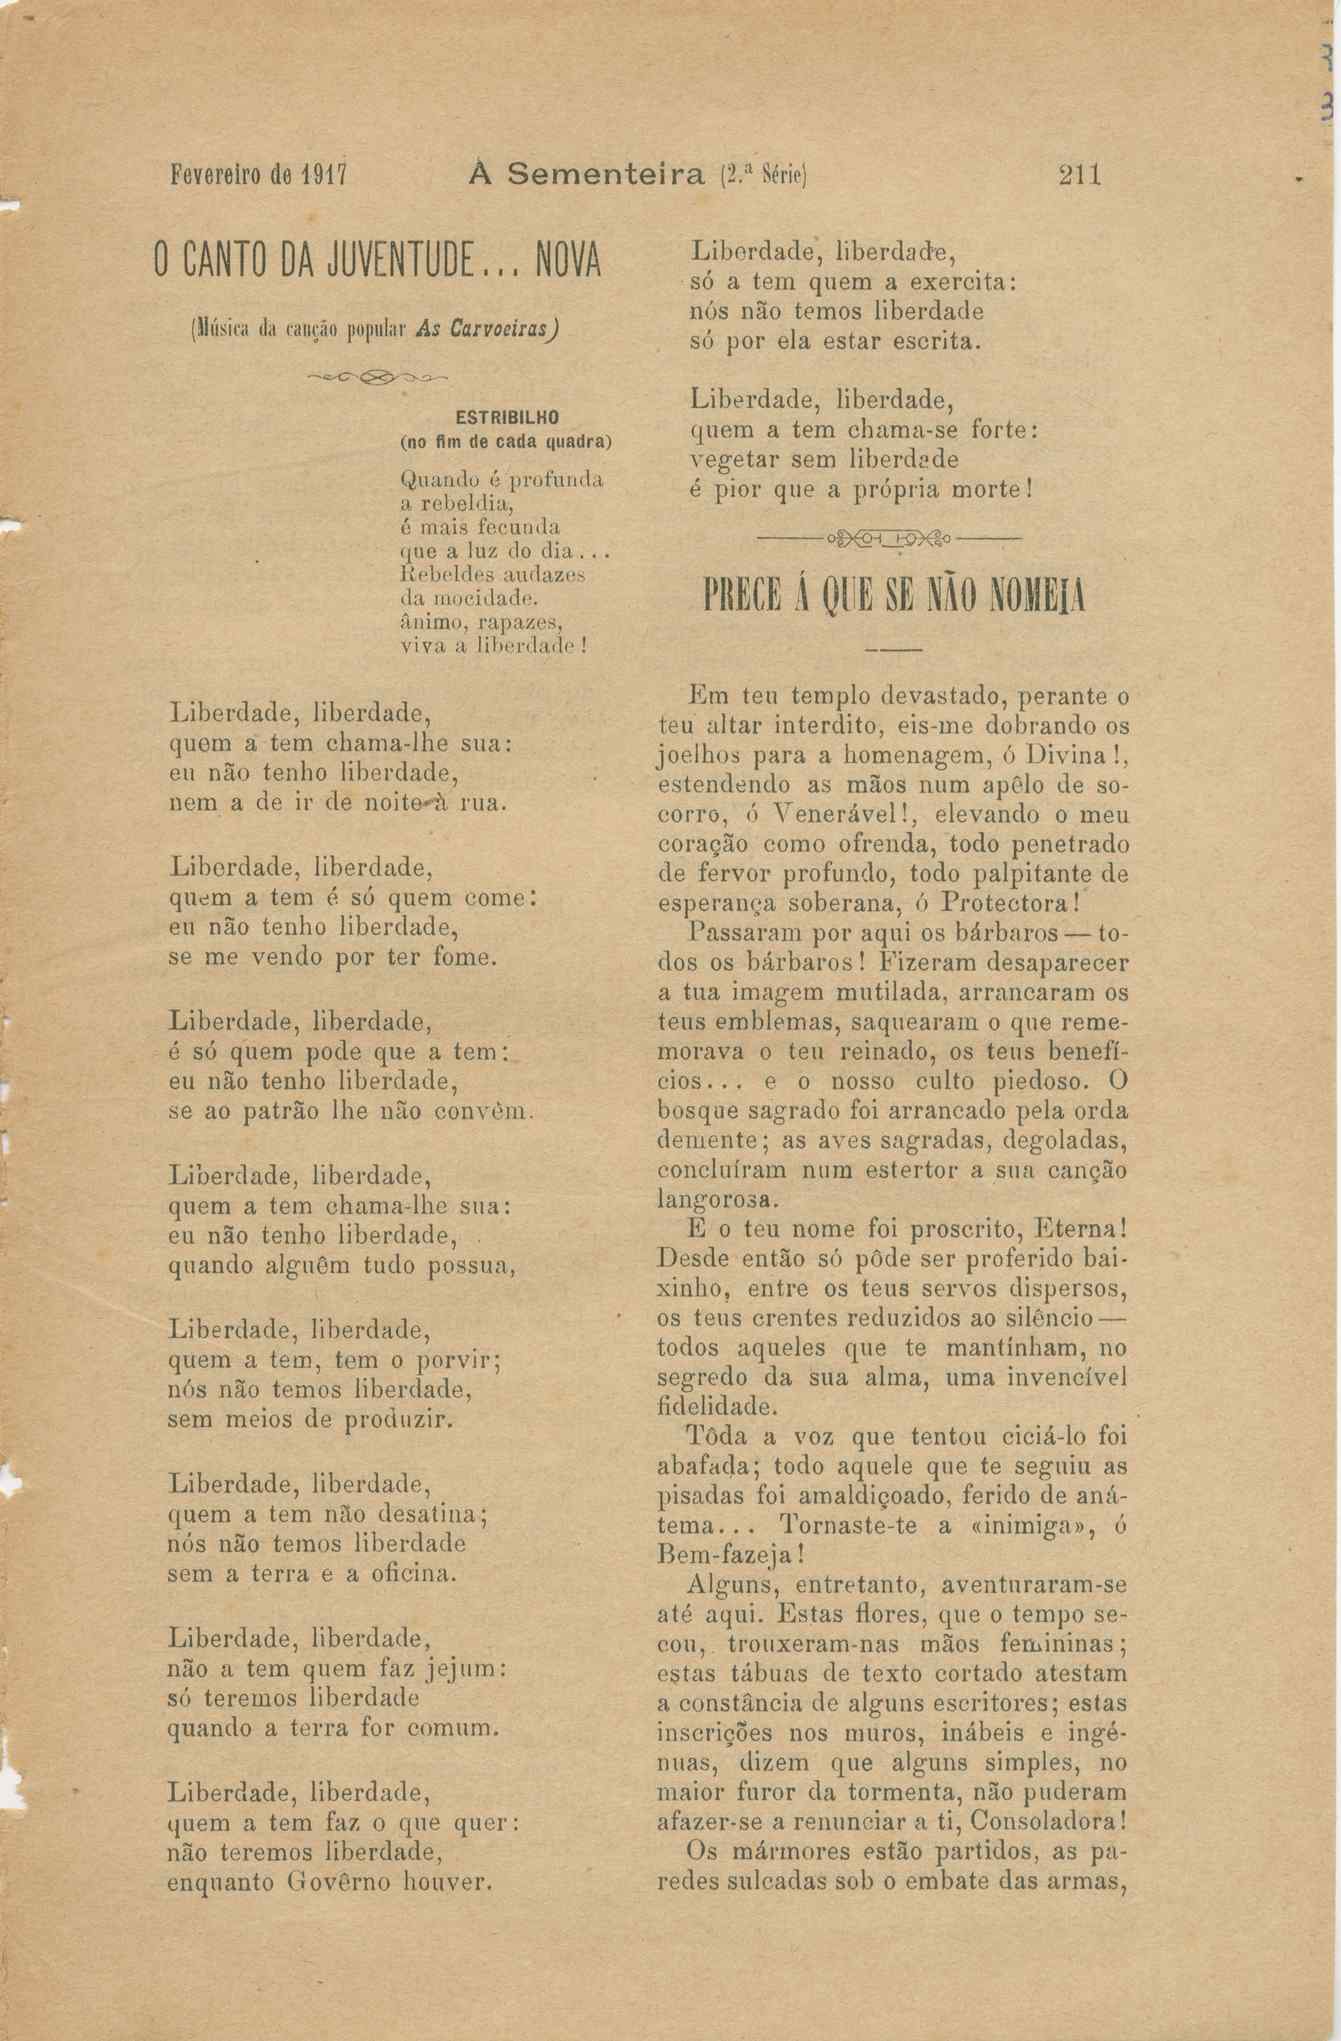 Fevereiro de 1917
A Sementeira (2.ª Série)
211
O CANTO DA JUVENTUDE... NOVA
(Música da canção popular As Carvoeiras)
ESTRIBILHO
(no fim de cada quadra)
Quando é profunda
a rebeldia,
é mais fecunda
que a luz do dia...
Rebeldes audazes
da mocidade.
ânimo, rapazes,
viva a liberdade!
Liberdade, liberdade,
quem a tem chama-lhe sua:
eu não tenho liberdade,
nem a de ir de noite à rua.
Liberdade, liberdade,
quem a tem é só quem come:
eu não tenho liberdade,
se me vendo por ter fome.
Liberdade, liberdade,
é só quem pode que a tem:
eu não tenho liberdade,
se ao patrão lhe não convêm.
Liberdade, liberdade,
quem a tem chama-lhe sua:
eu não tenho liberdade,
quando alguêm tudo possua,
Liberdade, liberdade,
quem a tem, tem o porvir;
nós não temos liberdade,
sem meios de produzir.
Liberdade, liberdade,
quem a tem não desatina;
nós não temos liberdade
sem a terra e a oficina.
Liberdade, liberdade,
não a tem quem faz jejum:
só teremos liberdade
quando a terra for comum.
Liberdade, liberdade,
quem a tem faz o que quer:
não teremos liberdade,
enquanto Govêrno houver.
Liberdade, liberdade,
só a tem quem a exercita:
nós não temos liberdade
só por ela estar escrita.
Liberdade, liberdade,
quem a tem chama-se forte:
vegetar sem liberdade
é pior que a própria morte!
PRECE Á QUE SE NÃO NOMEIA
Em teu templo devastado, perante o
teu altar interdito, eis-me dobrando os
joelhos para a homenagem, ó Divina!,
estendendo as mãos num apêlo de so-
corro, ó Venerável!, elevando o meu
coração como ofrenda, todo penetrado
de fervor profundo, todo palpitante de
esperança soberana, ó Protectora!
Passaram por aqui os bárbaros — to-
dos os bárbaros! Fizeram desaparecer
a tua imagem mutilada, arrancaram os
teus emblemas, saquearam o que reme-
morava o teu reinado, os teus benefí-
cios... e o nosso culto piedoso. O
bosque sagrado foi arrancado pela orda
demente; as aves sagradas, degoladas,
concluíram num estertor a sua canção
langorosa.
E o teu nome foi proscrito, Eterna!
Desde então só pôde ser proferido bai-
xinho, entre os teus servos dispersos,
os teus crentes reduzidos ao silêncio —
todos aqueles que te mantínham, no
segredo da sua alma, uma invencível
fidelidade.
Tôda a voz que tentou ciciá-lo foi
abafada; todo aquele que te seguiu as
pisadas foi amaldiçoado, ferido de aná-
tema... Tornaste-te a «inimiga», ó
Bem-fazeja!
Alguns, entretanto, aventuraram-se
até aqui. Estas flores, que o tempo se-
cou, trouxeram-nas mãos femininas;
estas tábuas de texto cortado atestam
a constância de alguns escritores; estas
inscrições nos muros, inábeis e ingé-
nuas, dizem que alguns simples, no
maior furor da tormenta, não puderam
afazer-se a renunciar a ti, Consoladora!
Os mármores estão partidos, as pa-
redes sulcadas sob o embate das armas,